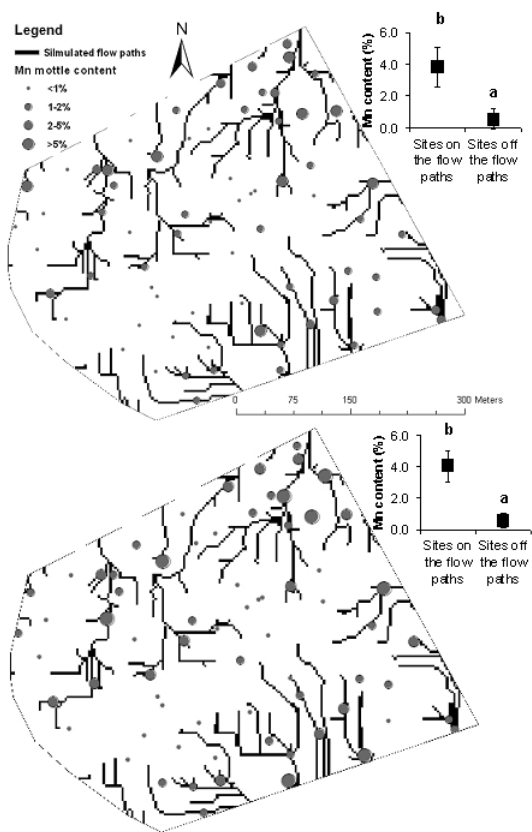 Legend
Silmulated flow paths
Mn mottle content
<1%
1-2%
2-5%
>5%
N
Mn content (%)
6.0
4.0
2.0
0.0
b
a
Sites on the flow paths
Sites off the flow paths
0 75 150 300 Meters
Mn content (%)
6.0
4.0
2.0
0.0
b
a
Sites on the flow paths
Sites off the flow paths